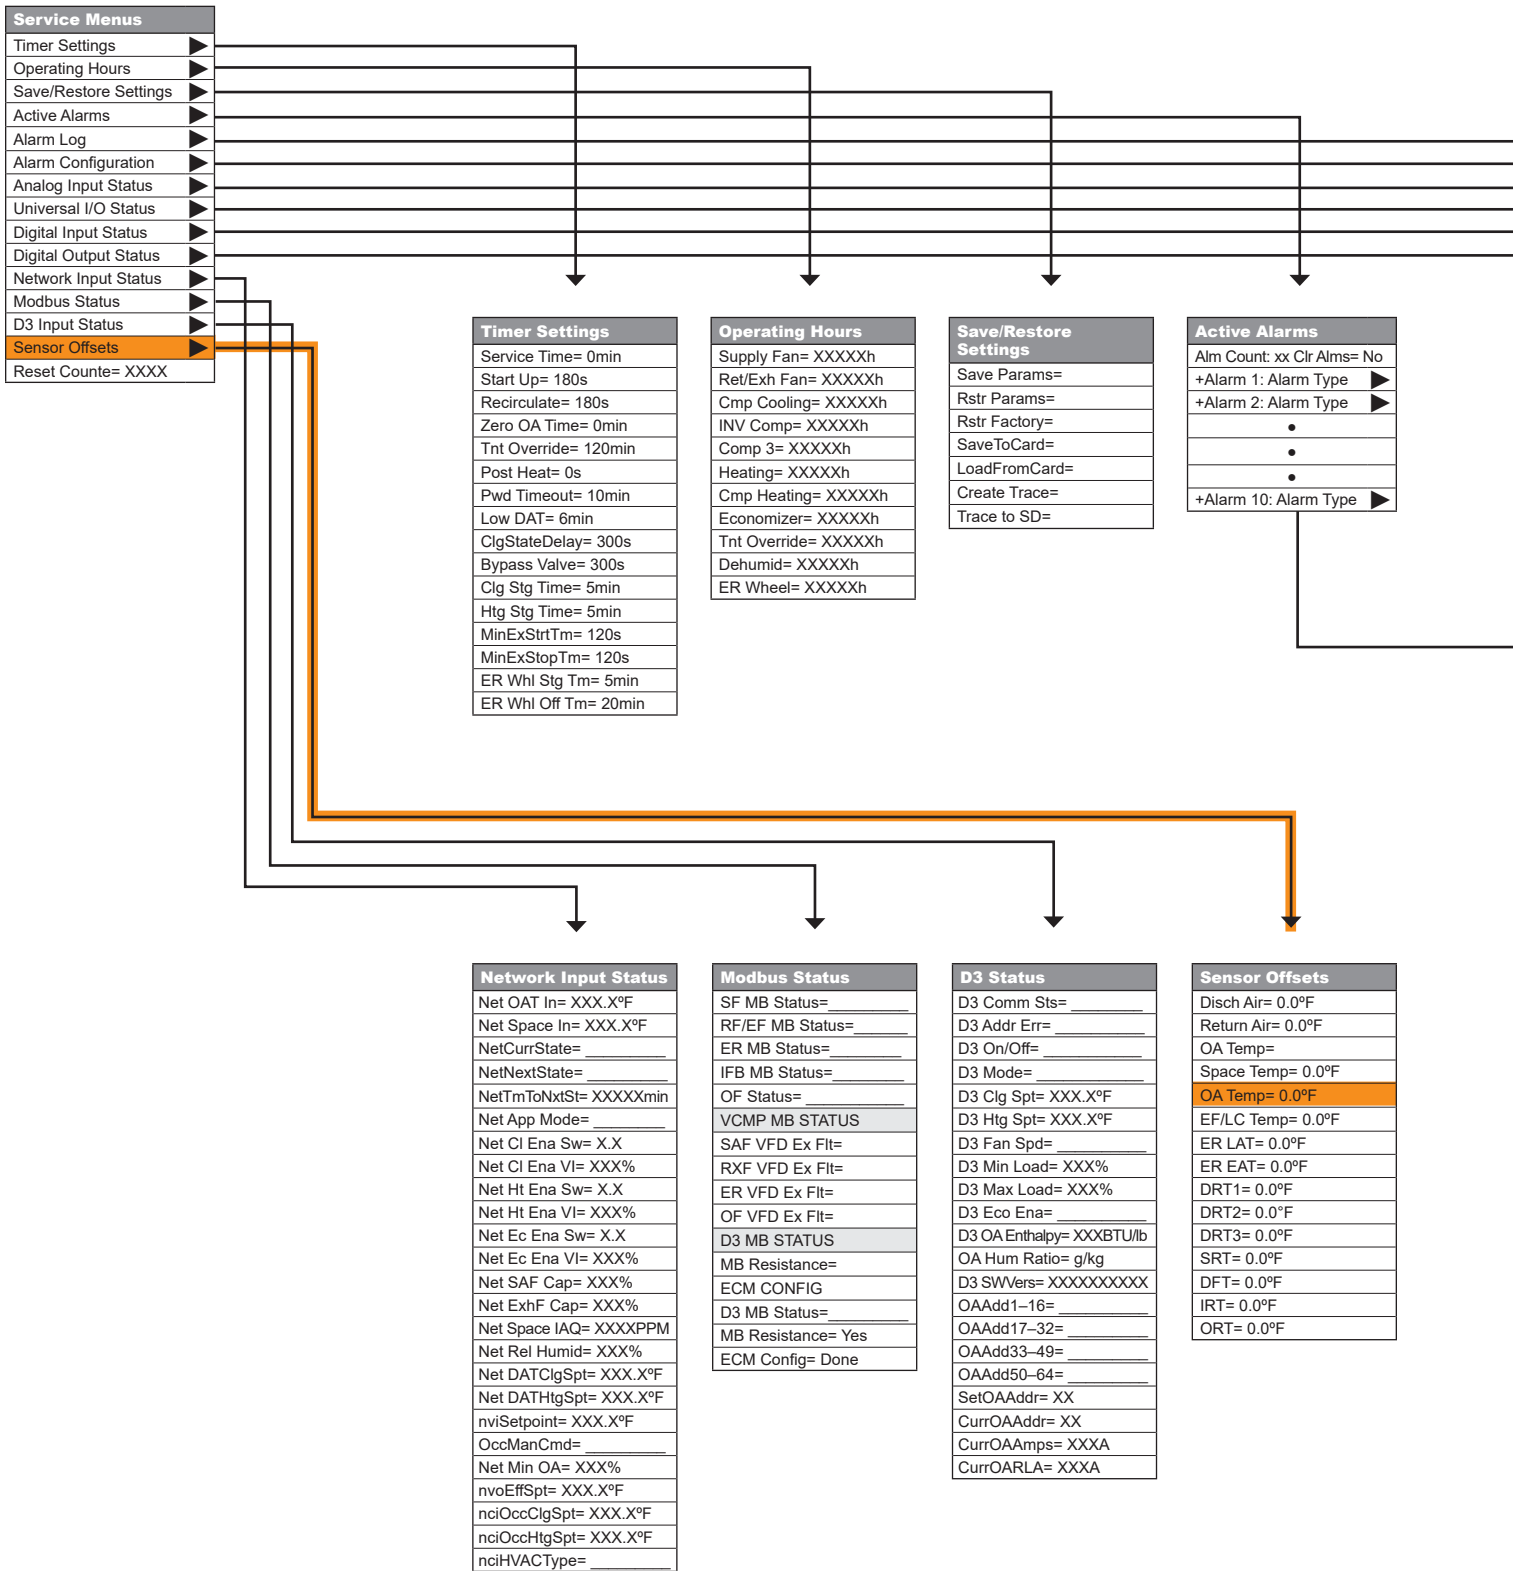 Service Menus
Timer Settings
Operating Hours
Save/Restore Settings
Active Alarms
Alarm Log
Alarm Configuration
Analog Input Status
Universal I/O Status
Digital Input Status
Digital Output Status
Network Input Status
Modbus Status
D3 Input Status
Sensor Offsets
Reset Counte= XXXX
Timer Settings
Service Time= 0min
Start Up= 180s
Recirculate= 180s
Zero OA Time= 0min
Tnt Override= 120min
Post Heat= 0s
Pwd Timeout= 10min
Low DAT= 6min
ClgStateDelay= 300s
Bypass Valve= 300s
Clg Stg Time= 5min
Htg Stg Time= 5min
MinExStrtTm= 120s
MinExStopTm= 120s
ER Whl Stg Tm= 5min
ER Whl Off Tm= 20min
Operating Hours
Supply Fan= XXXXXh
Ret/Exh Fan= XXXXXh
Cmp Cooling= XXXXXh
INV Comp= XXXXXh
Comp 3= XXXXXh
Heating= XXXXXh
Cmp Heating= XXXXXh
Economizer= XXXXXh
Tnt Override= XXXXXh
Dehumid= XXXXXh
ER Wheel= XXXXXh
Save/Restore
Settings
Save Params=
Rstr Params=
Rstr Factory=
SaveToCard=
LoadFromCard=
Create Trace=
Trace to SD=
Active Alarms
Alm Count: xx Clr Alms= No
+Alarm 1: Alarm Type
+Alarm 2: Alarm Type
•
•
•
+Alarm 10: Alarm Type
Network Input Status
Net OAT In= XXX.XºF
Net Space In= XXX.XºF
NetCurrState= _________
NetNextState= _________
NetTmToNxtSt= XXXXXmin
Net App Mode= ________
Net Cl Ena Sw= X.X
Net Cl Ena Vl= XXX%
Net Ht Ena Sw= X.X
Net Ht Ena Vl= XXX%
Net Ec Ena Sw= X.X
Net Ec Ena Vl= XXX%
Net SAF Cap= XXX%
Net ExhF Cap= XXX%
Net Space IAQ= XXXXPPM
Net Rel Humid= XXX%
Net DATClgSpt= XXX.XºF
Net DATHtgSpt= XXX.XºF
nviSetpoint= XXX.XºF
OccManCmd= _________
Net Min OA= XXX%
nvoEffSpt= XXX.XºF
nciOccClgSpt= XXX.XºF
nciOccHtgSpt= XXX.XºF
nciHVACType= _________
Modbus Status
SF MB Status=_________
RF/EF MB Status=______
ER MB Status=________
IFB MB Status=________
OF Status= ___________
VCMP MB STATUS
SAF VFD Ex Flt=
RXF VFD Ex Flt=
ER VFD Ex Flt=
OF VFD Ex Flt=
D3 MB STATUS
MB Resistance=
ECM CONFIG
D3 MB Status=_________
MB Resistance= Yes
ECM Config= Done
D3 Status
D3 Comm Sts= ________
D3 Addr Err= __________
D3 On/Off= ___________
D3 Mode= ____________
D3 Clg Spt= XXX.XºF
D3 Htg Spt= XXX.XºF
D3 Fan Spd= __________
D3 Min Load= XXX%
D3 Max Load= XXX%
D3 Eco Ena= __________
D3 OA Enthalpy= XXXBTU/lb
OA Hum Ratio= g/kg
D3 SWVers= XXXXXXXXXX
OAAdd1–16= __________
OAAdd17–32= _________
OAAdd33–49= _________
OAAdd50–64= _________
SetOAAddr= XX
CurrOAAddr= XX
CurrOAAmps= XXXA
CurrOARLA= XXXA
Sensor Offsets
Disch Air= 0.0ºF
Return Air= 0.0ºF
OA Temp=
Space Temp= 0.0ºF
OA Temp= 0.0ºF
EF/LC Temp= 0.0ºF
ER LAT= 0.0ºF
ER EAT= 0.0ºF
DRT1= 0.0ºF
DRT2= 0.0°F
DRT3= 0.0ºF
SRT= 0.0ºF
DFT= 0.0ºF
IRT= 0.0ºF
ORT= 0.0ºF